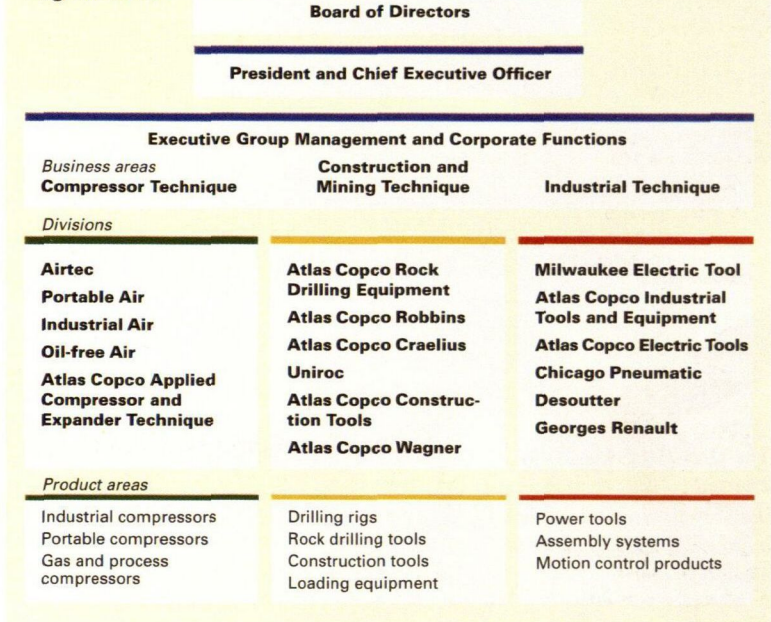 Board of Directors
President and Chief Executive Officer
Executive Group Management and Corporate Functions
Business areas
Compressor Technique
Construction and
Mining Technique
Industrial Technique
Divisions
Airtec
Portable Air
Industrial Air
Oil-free Air
Atlas Copco Applied
Compressor and
Expander Technique
Atlas Copco Rock
Drilling Equipment
Atlas Copco Robbins
Atlas Copco Craelius
Uniroc
Atlas Copco Construc-
tion Tools
Atlas Copco Wagner
Milwaukee Electric Tool
Atlas Copco Industrial
Tools and Equipment
Atlas Copco Electric Tools
Chicago Pneumatic
Desoutter
Georges Renault
Product areas
Industrial compressors
Portable compressors
Gas and process
compressors
Drilling rigs
Rock drilling tools
Construction tools
Loading equipment
Power tools
Assembly systems
Motion control products